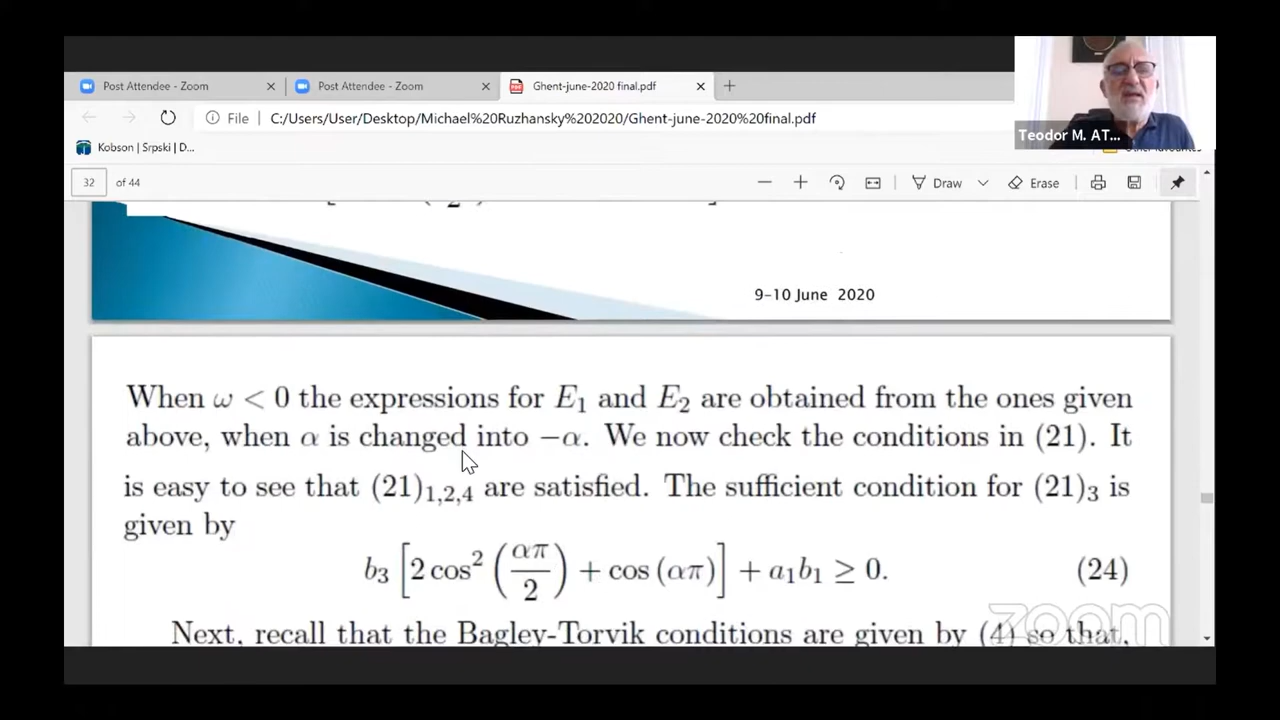 Post Attendee - Zoom
Post Attendee - Zoom
Ghent-june-2020 final.pdf
File C:/Users/User/Desktop/Michael%20Ruzhansky%202020/Ghent-june-2020%20final.pdf
Teodor M. AT...
Kobson | Srpski | D...
32 of 44
Draw
Erase
9-10 June 2020
When ω < 0 the expressions for E₁ and E₂ are obtained from the ones given
above, when α is changed into −α. We now check the conditions in (21). It
is easy to see that (21)₁,₂,₄ are satisfied. The sufficient condition for (21)₃ is
given by
b₃ [2 cos² (απ/2) + cos (απ)] + a₁b₁ ≥ 0. (24)
Next, recall that the Bagley-Torvik conditions are given by (4) so that,
zoom